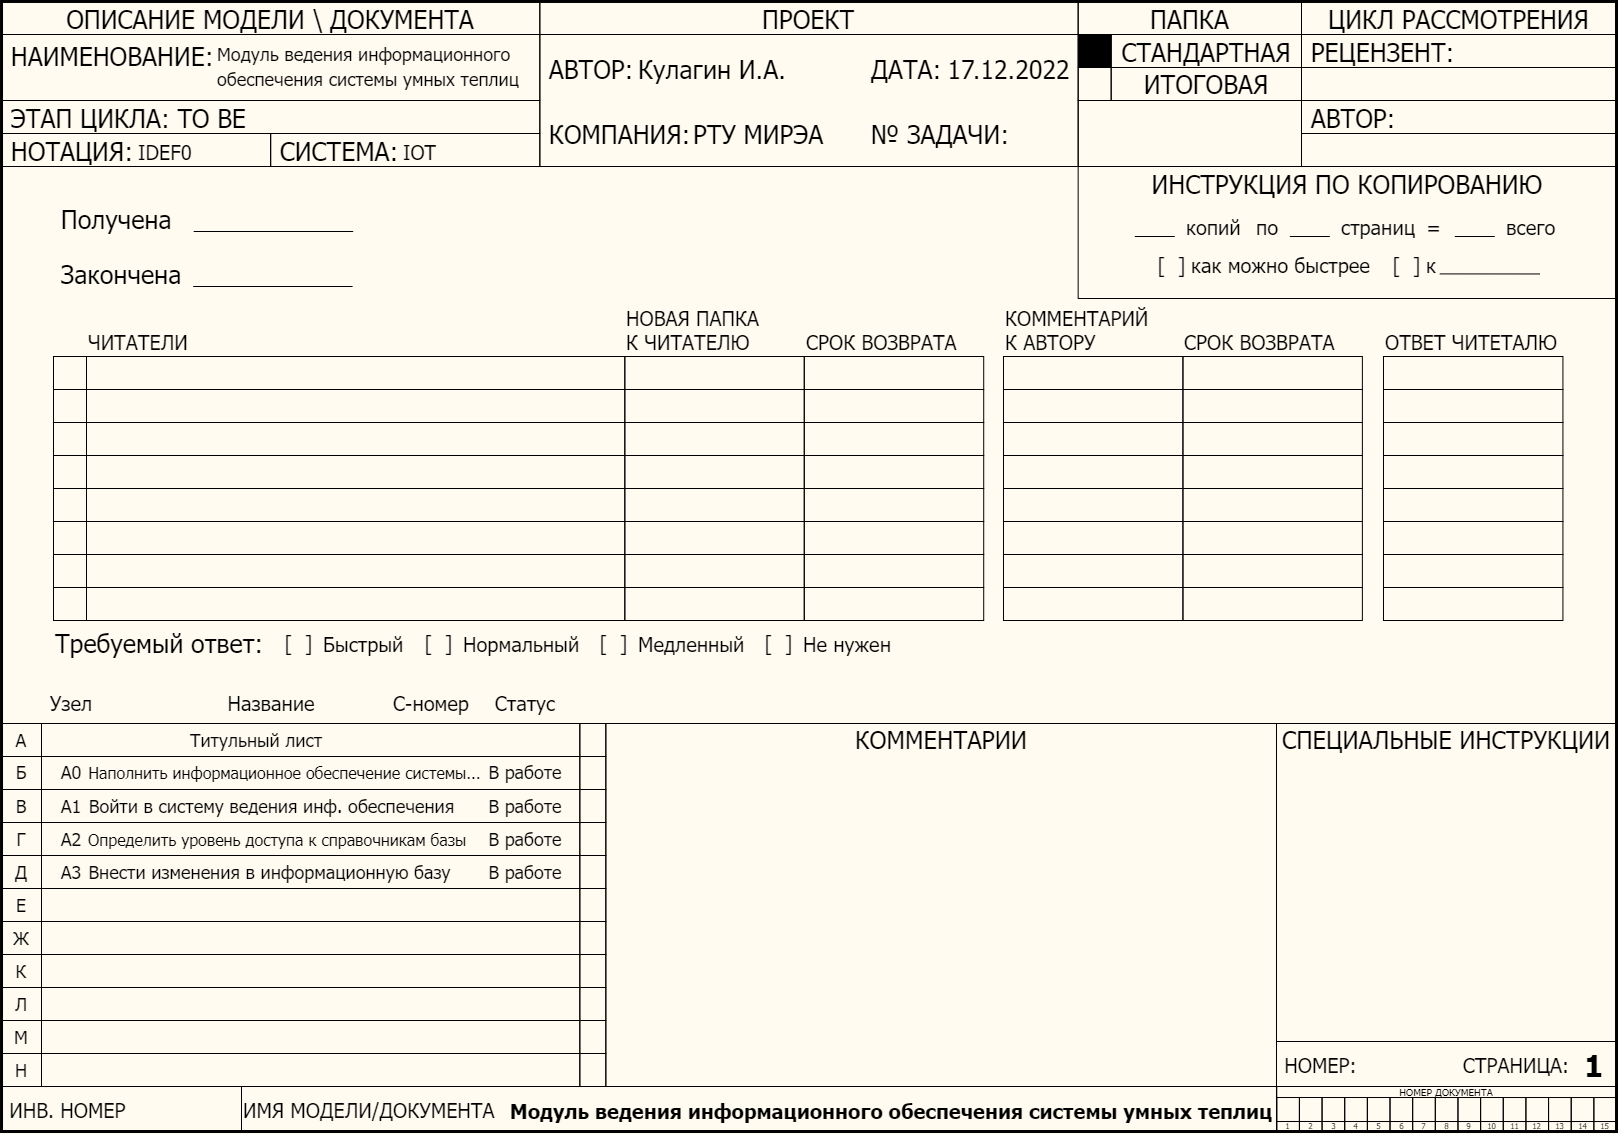 ОПИСАНИЕ МОДЕЛИ \ ДОКУМЕНТА
НАИМЕНОВАНИЕ: Модуль ведения информационного
обеспечения системы умных теплиц
ЭТАП ЦИКЛА: TO BE
НОТАЦИЯ: IDEF0 СИСТЕМА: IOT
ПРОЕКТ
АВТОР: Кулагин И.А. ДАТА: 17.12.2022
КОМПАНИЯ: РТУ МИРЭА № ЗАДАЧИ:
ПАПКА
СТАНДАРТНАЯ
ИТОГОВАЯ
ЦИКЛ РАССМОТРЕНИЯ
РЕЦЕНЗЕНТ:
АВТОР:
Получена ____
Закончена ____
ИНСТРУКЦИЯ ПО КОПИРОВАНИЮ
____ копий по ____ страниц = ____ всего
[ ] как можно быстрее [ ] к ____
ЧИТАТЕЛИ
НОВАЯ ПАПКА
К ЧИТАТЕЛЮ
СРОК ВОЗВРАТА
КОММЕНТАРИЙ
К АВТОРУ
СРОК ВОЗВРАТА
ОТВЕТ ЧИТЕТАЛЮ
Требуемый ответ: [ ] Быстрый [ ] Нормальный [ ] Медленный [ ] Не нужен
Узел Название С-номер Статус
А Титульный лист
Б А0 Наполнить информационное обеспечение системы... В работе
В А1 Войти в систему ведения инф. обеспечения В работе
Г А2 Определить уровень доступа к справочникам базы В работе
Д А3 Внести изменения в информационную базу В работе
Е
Ж
К
Л
М
Н
КОММЕНТАРИИ
СПЕЦИАЛЬНЫЕ ИНСТРУКЦИИ
НОМЕР: СТРАНИЦА: 1
ИНВ. НОМЕР
ИМЯ МОДЕЛИ/ДОКУМЕНТА Модуль ведения информационного обеспечения системы умных теплиц
НОМЕР ДОКУМЕНТА
1 2 3 4 5 6 7 8 9 10 11 12 13 14 15